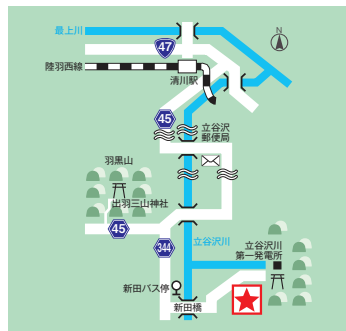 最上川
N
47
陸羽西線
清川駅
45
立谷沢
郵便局
羽黒山
出羽三山神社
45
344
立谷沢川
立谷沢川
第一発電所
新田バス停
新田橋